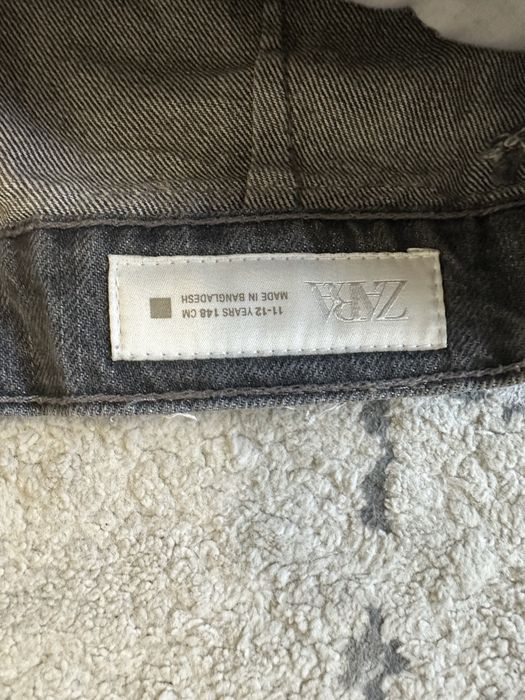 ZARA
11-12 YEARS 148 CM
MADE IN BANGLADESH